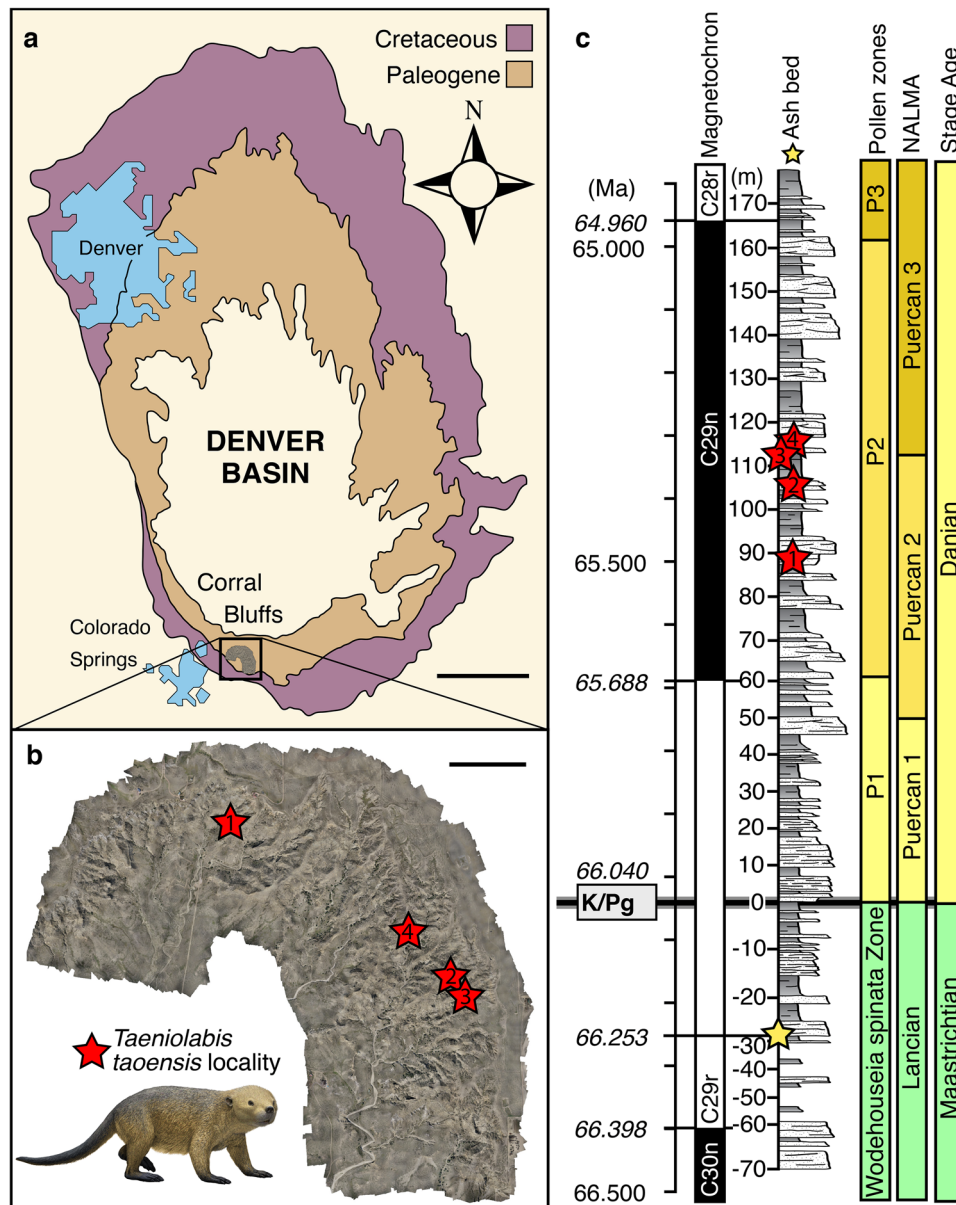 a
Cretaceous
Paleogene
N
Denver
DENVER
BASIN
Corral
Bluffs
Colorado
Springs
b
1
4
2
3
Taeniolabis
taoensis locality
c
Magnetochron
Ash bed
Pollen zones
NALMA
Stage Age
(Ma)
(m)
64.960
65.000
65.500
65.688
66.040
K/Pg
66.253
66.398
66.500
C28r
C29n
C29r
C30n
170
160
150
140
130
120
110
100
90
80
70
60
50
40
30
20
10
0
-10
-20
-30
-40
-50
-60
-70
4
3
2
1
P3
P2
P1
Wodehouseia spinata Zone
Puercan 3
Puercan 2
Puercan 1
Lancian
Danian
Maastrichtian